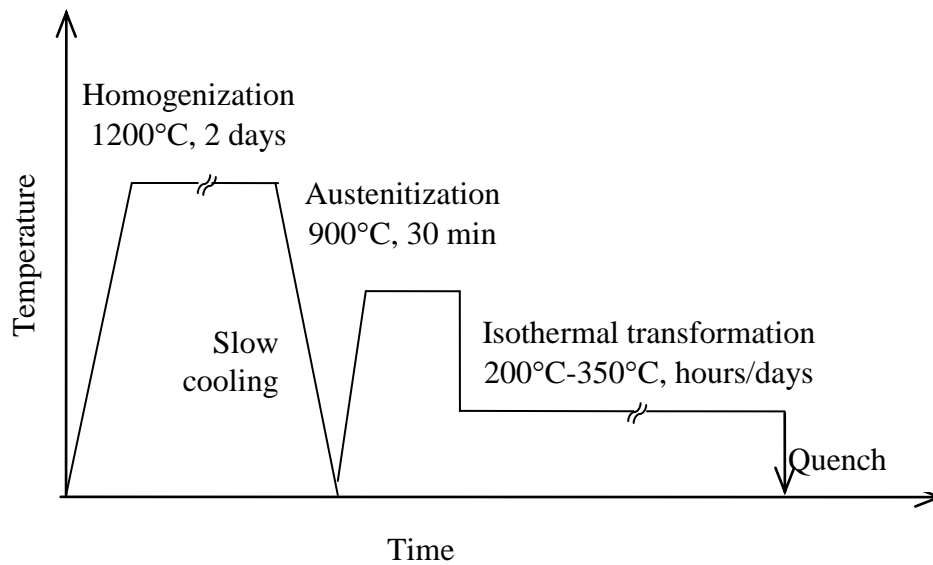 Homogenization
1200°C, 2 days
Austenitization
900°C, 30 min
Temperature
Slow
cooling
Isothermal transformation
200°C-350°C, hours/days
Quench
Time